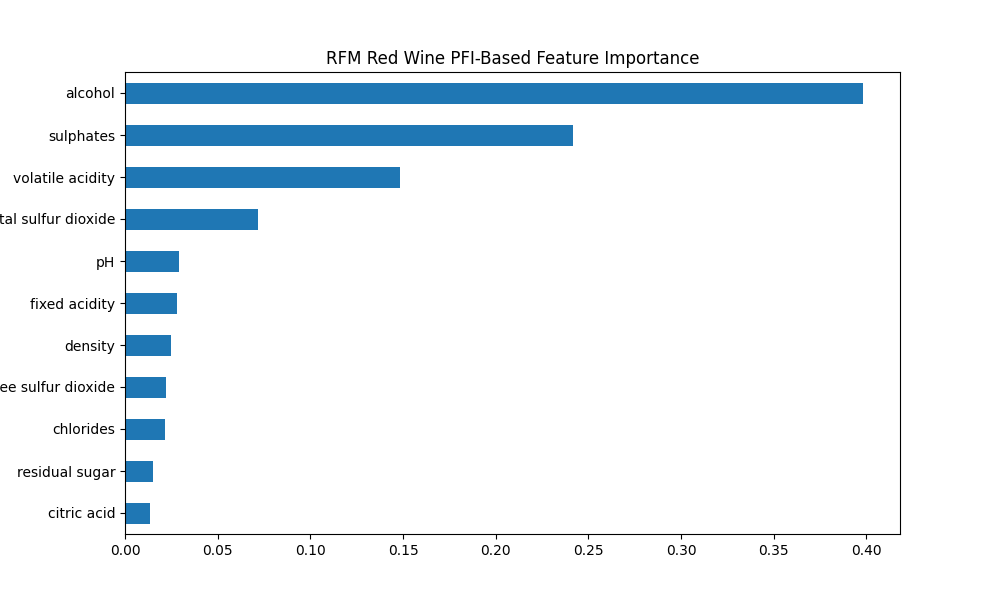 RFM Red Wine PFI-Based Feature Importance
alcohol
sulphates
volatile acidity
tal sulfur dioxide
pH
fixed acidity
density
ee sulfur dioxide
chlorides
residual sugar
citric acid
0.00 0.05 0.10 0.15 0.20 0.25 0.30 0.35 0.40